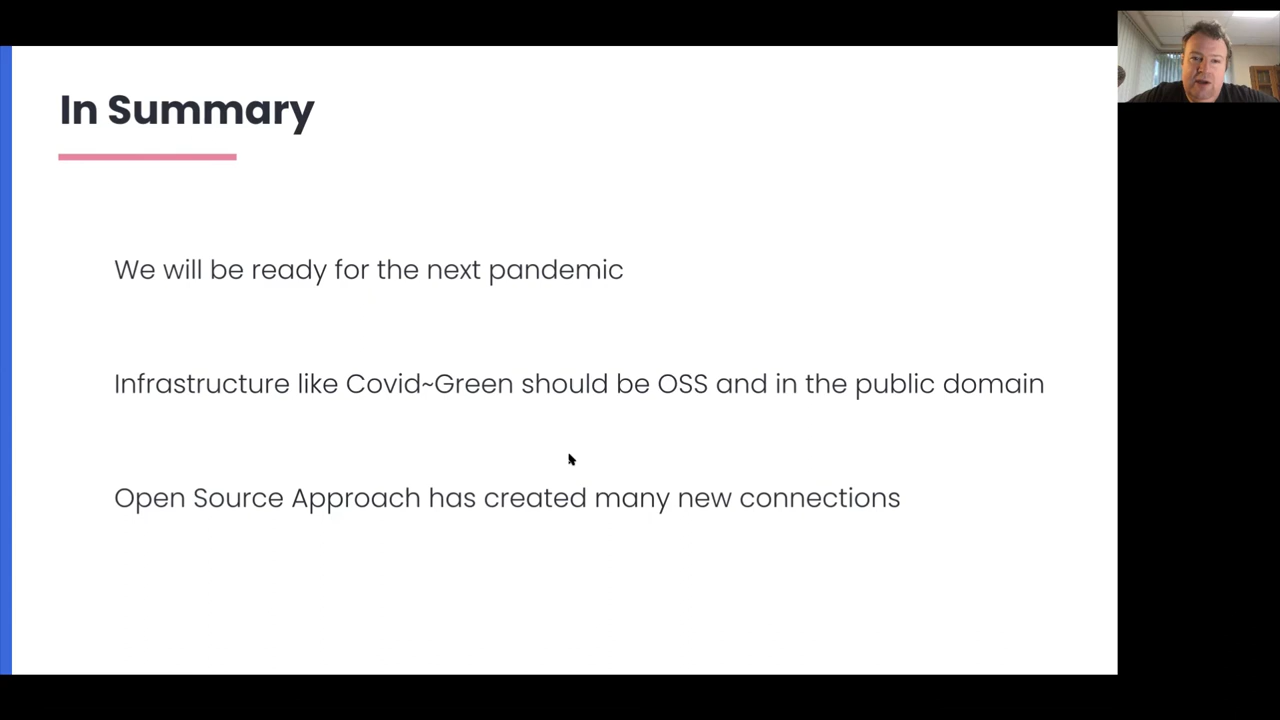 In Summary
We will be ready for the next pandemic
Infrastructure like Covid~Green should be OSS and in the public domain
Open Source Approach has created many new connections